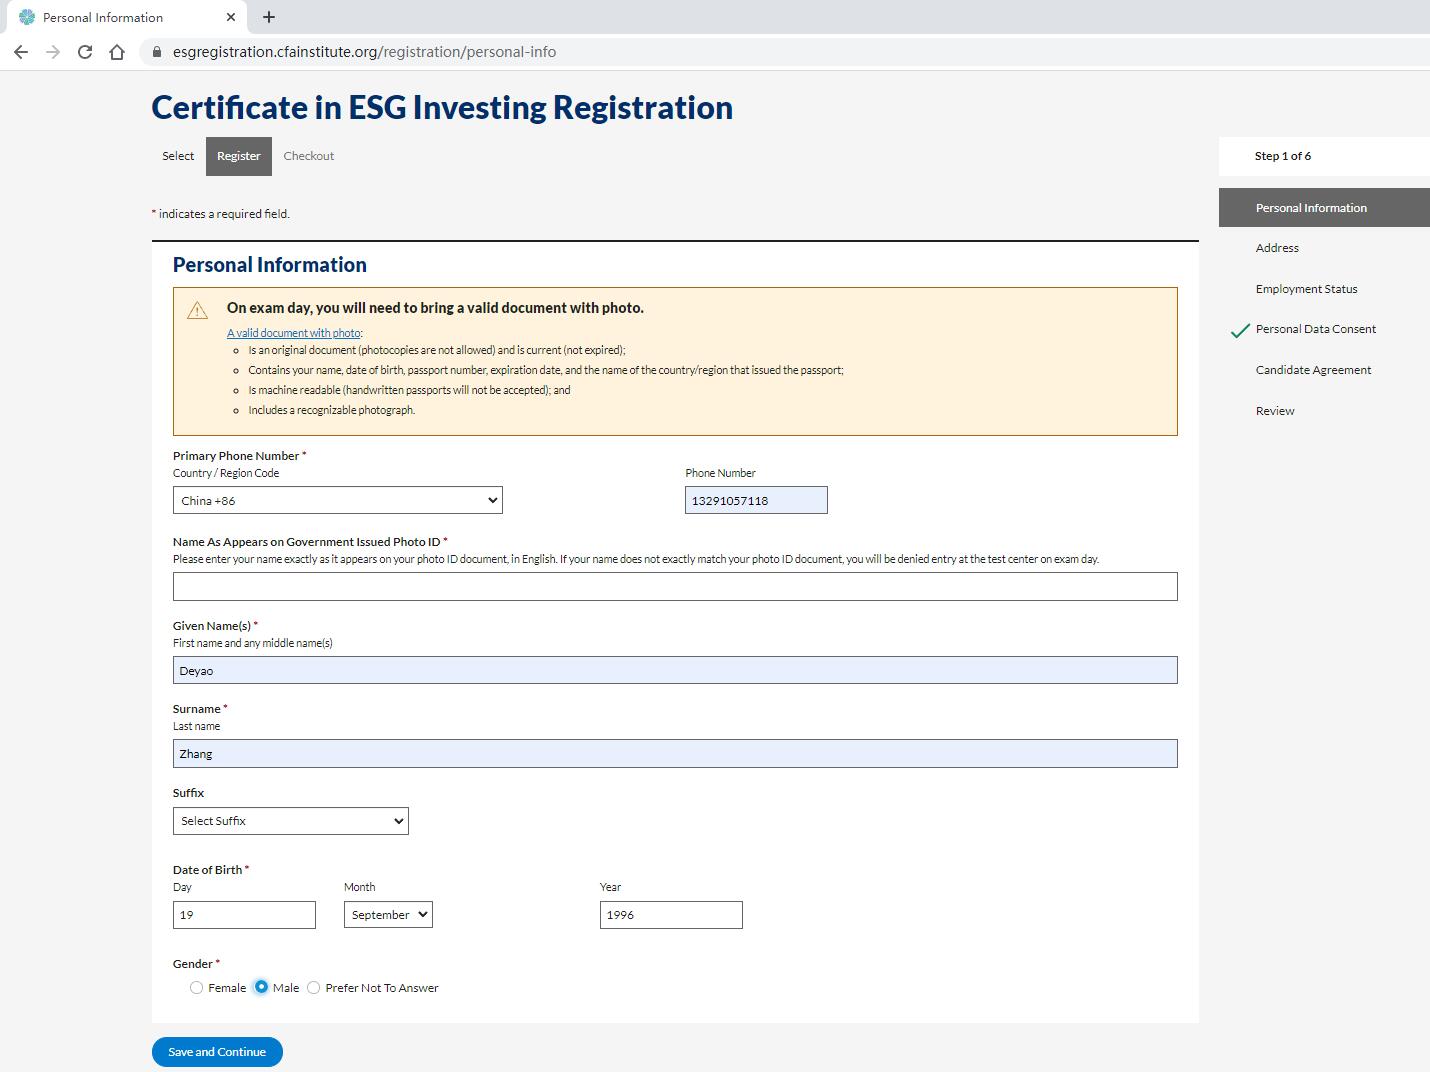 Personal Information
esgregistration.cfainstitute.org/registration/personal-info
Certificate in ESG Investing Registration
Select Register Checkout
* indicates a required field.
Personal Information
On exam day, you will need to bring a valid document with photo.
A valid document with photo:
Is an original document (photocopies are not allowed) and is current (not expired);
Contains your name, date of birth, passport number, expiration date, and the name of the country/region that issued the passport;
Is machine readable (handwritten passports will not be accepted); and
Includes a recognizable photograph.
Primary Phone Number *
Country / Region Code Phone Number
China +86 13291057118
Name As Appears on Government Issued Photo ID *
Please enter your name exactly as it appears on your photo ID document, in English. If your name does not exactly match your photo ID document, you will be denied entry at the test center on exam day.
Given Name(s) *
First name and any middle name(s)
Deyao
Surname *
Last name
Zhang
Suffix
Select Suffix
Date of Birth *
Day Month Year
19 September 1996
Gender *
Female Male Prefer Not To Answer
Save and Continue
Step 1 of 6
Personal Information
Address
Employment Status
Personal Data Consent
Candidate Agreement
Review